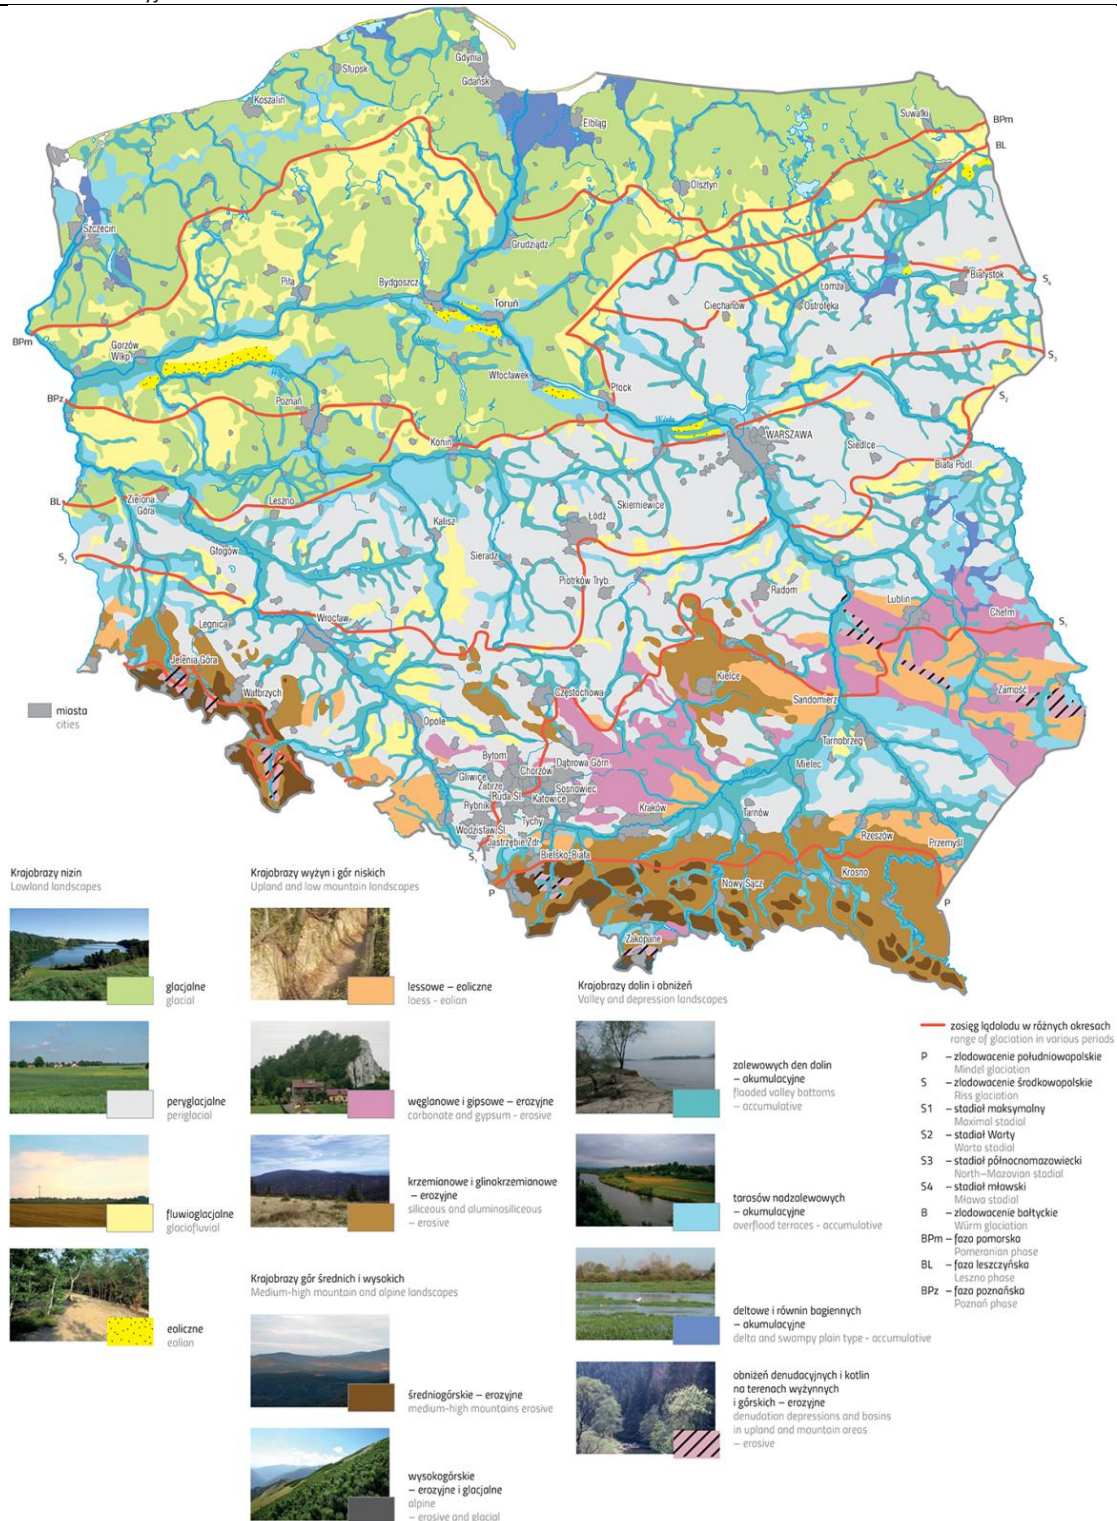 Słupsk
Gdynia
Gdańsk
Koszalin
Elbląg
Suwałki
BPm
BL
Olsztyn
Szczecin
Grudziądz
Piła
Bydgoszcz
Toruń
Łomża
Białystok
S4
Ciechanów
Ostrołęka
BPm
Gorzów
Wlkp.
Noteć
Włocławek
Płock
S3
BPz
Poznań
Wisła
S2
Konin
WARSZAWA
Siedlce
Biała Podl.
BL
Zielona
Góra
Leszno
Kalisz
Łódź
Skierniewice
S2
Głogów
Sieradz
Piotrków Tryb.
Radom
Lublin
Chełm
S1
Legnica
Wrocław
Jelenia Góra
Wałbrzych
Częstochowa
Kielce
Sandomierz
Zamość
miasta
cities
Opole
Tarnobrzeg
Mielec
Bytom
Gliwice
Zabrze
Chorzów
Dąbrowa Górn.
Ruda Śl.
Katowice
Sosnowiec
Rybnik
Tychy
Kraków
Tarnów
Rzeszów
Wodzisław Śl.
Jastrzębie Zdr.
Przemyśl
S1
Bielsko-Biała
Krosno
Nowy Sącz
P
P
Zakopane
Krajobrazy nizin
Lowland landscapes
glacjalne
glacial
peryglacjalne
periglacial
fluwioglacjalne
glaciofluvial
eoliczne
eolian
Krajobrazy wyżyn i gór niskich
Upland and low mountain landscapes
lessowe – eoliczne
loess - eolian
węglanowe i gipsowe – erozyjne
carbonate and gypsum - erosive
krzemianowe i glinokrzemianowe
– erozyjne
siliceous and aluminosiliceous
– erosive
Krajobrazy gór średnich i wysokich
Medium-high mountain and alpine landscapes
średniogórskie – erozyjne
medium-high mountains erosive
wysokogórskie
– erozyjne i glacjalne
alpine
– erosive and glacial
Krajobrazy dolin i obniżeń
Valley and depression landscapes
zalewowych den dolin
– akumulacyjne
flooded valley bottoms
– accumulative
tarasów nadzalewowych
– akumulacyjne
overflood terraces - accumulative
deltowe i równin bagiennych
– akumulacyjne
delta and swampy plain type - accumulative
obniżeń denudacyjnych i kotlin
na terenach wyżynnych
i górskich – erozyjne
denudation depressions and basins
in upland and mountain areas
– erosive
zasięg lądolodu w różnych okresach
range of glaciation in various periods
P – zlodowacenie południowopolskie
Mindel glaciation
S – zlodowacenie środkowopolskie
Riss glaciation
S1 – stadiał maksymalny
Maximal stadial
S2 – stadiał Warty
Warta stadial
S3 – stadiał północnomazowiecki
North–Mazovian stadial
S4 – stadiał mławski
Mława stadial
B – zlodowacenie bałtyckie
Würm glaciation
BPm – faza pomorska
Pomeranian phase
BL – faza leszczyńska
Leszno phase
BPz – faza poznańska
Poznań phase